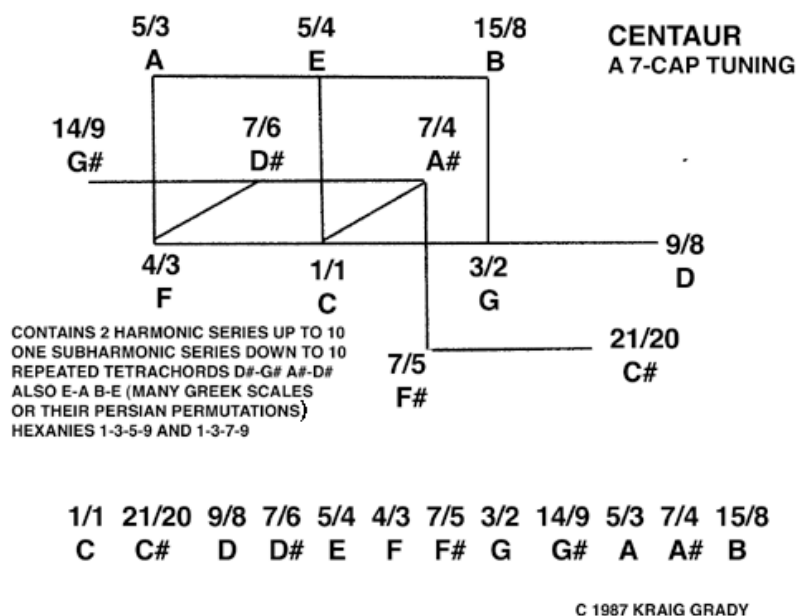 5/3 5/4 15/8 CENTAUR
A E B A 7-CAP TUNING
14/9 7/6 7/4
G# D# A#
9/8
4/3 1/1 3/2 D
F C G
CONTAINS 2 HARMONIC SERIES UP TO 10
ONE SUBHARMONIC SERIES DOWN TO 10
REPEATED TETRACHORDS D#-G# A#-D#
ALSO E-A B-E (MANY GREEK SCALES
OR THEIR PERSIAN PERMUTATIONS)
HEXANIES 1-3-5-9 AND 1-3-7-9
21/20
7/5 C#
F#
1/1 21/20 9/8 7/6 5/4 4/3 7/5 3/2 14/9 5/3 7/4 15/8
C C# D D# E F F# G G# A A# B
C 1987 KRAIG GRADY